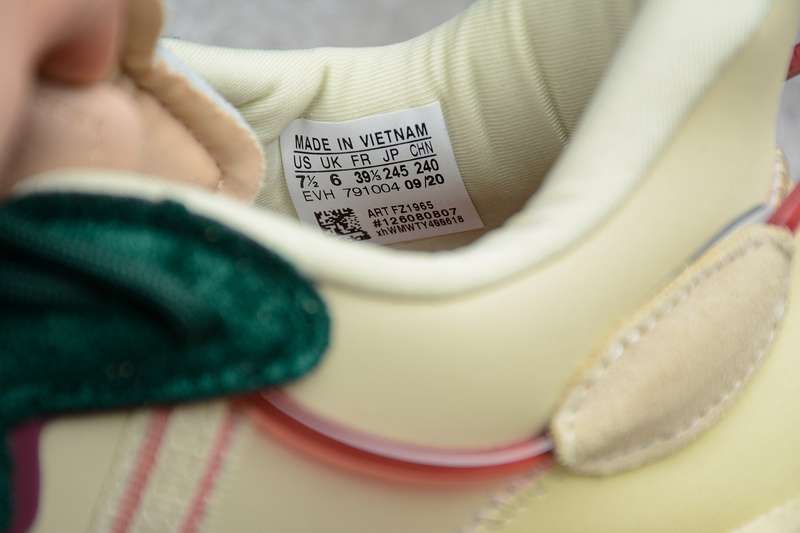 MADE IN VIETNAM
US UK FR JP CHN
7½ 6 39⅓ 245 240
EVH 791004 09/20
ART FZ1965
#126080807
xhWMWTY466618